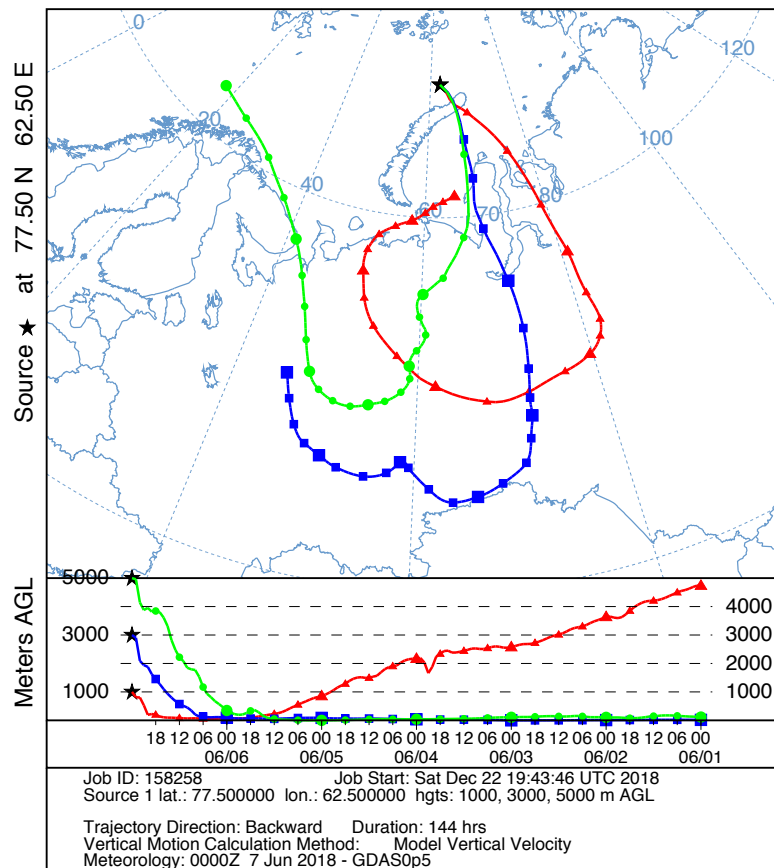 0
120
20
100
40
80
60
70
Source ★ at 77.50 N 62.50 E
5000
4000
3000
3000
2000
1000
1000
Meters AGL
18 12 06 00 18 12 06 00 18 12 06 00 18 12 06 00 18 12 06 00 18 12 06 00
06/06 06/05 06/04 06/03 06/02 06/01
Job ID: 158258 Job Start: Sat Dec 22 19:43:46 UTC 2018
Source 1 lat.: 77.500000 lon.: 62.500000 hgts: 1000, 3000, 5000 m AGL
Trajectory Direction: Backward Duration: 144 hrs
Vertical Motion Calculation Method: Model Vertical Velocity
Meteorology: 0000Z 7 Jun 2018 - GDAS0p5